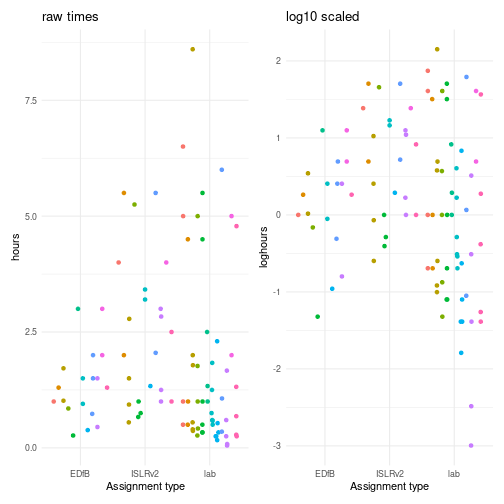 raw times
7.5
5.0
2.5
0.0
hours
EDfB
ISLRv2
lab
Assignment type
log10 scaled
2
1
0
-1
-2
-3
loghours
EDfB
ISLRv2
lab
Assignment type